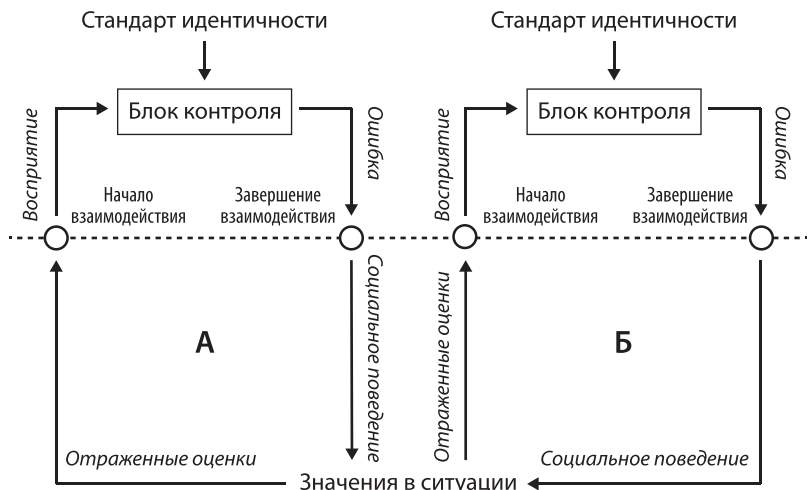 Стандарт идентичности
Стандарт идентичности
Блок контроля
Блок контроля
Восприятие
Ошибка
Восприятие
Ошибка
Начало
взаимодействия
Завершение
взаимодействия
Начало
взаимодействия
Завершение
взаимодействия
А
Социальное поведение
Отраженные оценки
Б
Отраженные оценки
Социальное поведение
Значения в ситуации